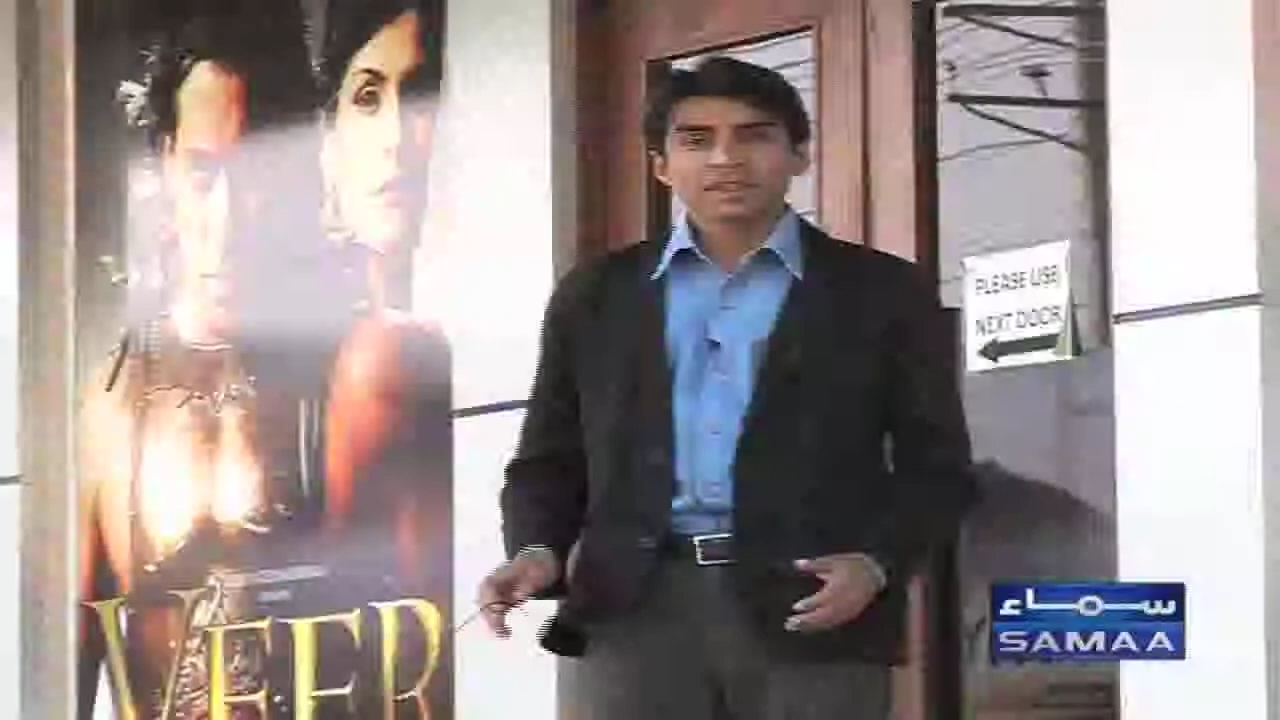 VEER
PLEASE USE
NEXT DOOR
سماء
SAMAA